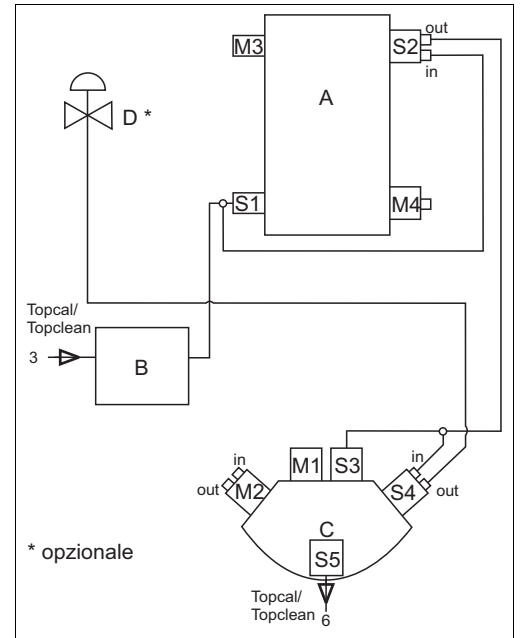 out
M3
S2
in
A
D *
S1
M4
Topcal/
Topclean
3
B
in
M1
S3
in
out
M2
S4
out
C
* opzionale
S5
Topcal/
Topclean
6